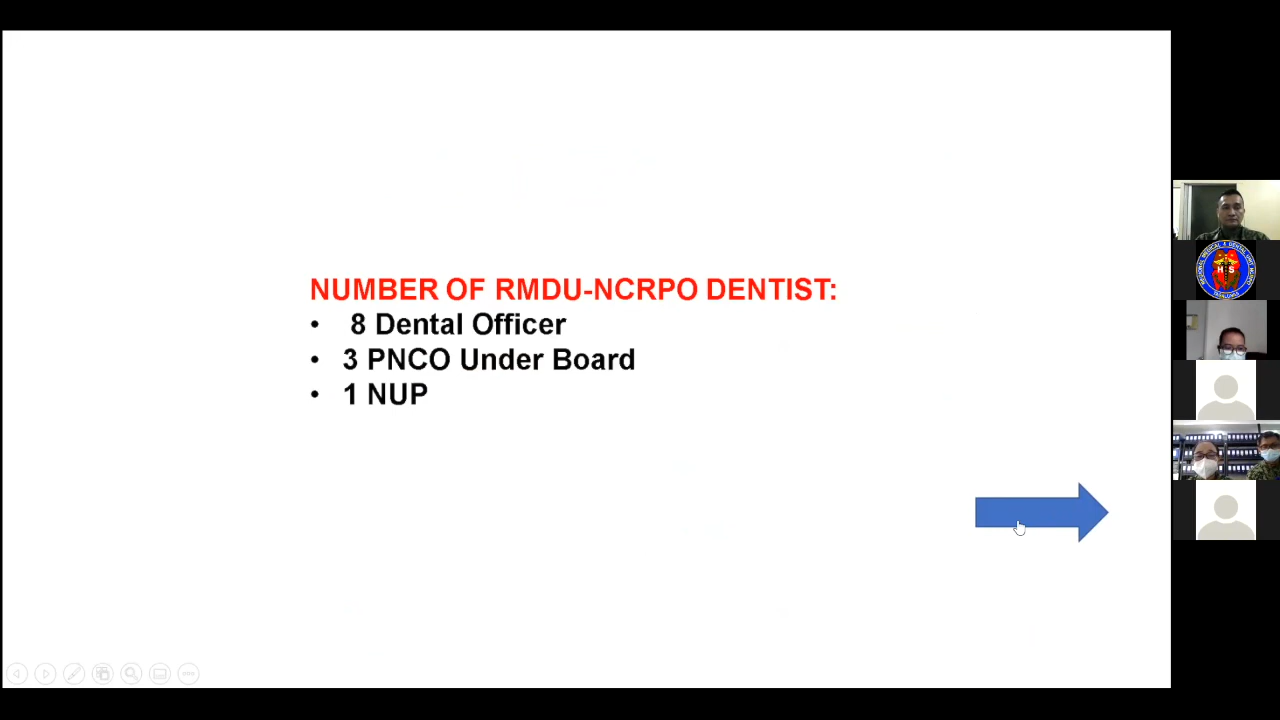 NUMBER OF RMDU-NCRPO DENTIST:
• 8 Dental Officer
• 3 PNCO Under Board
• 1 NUP